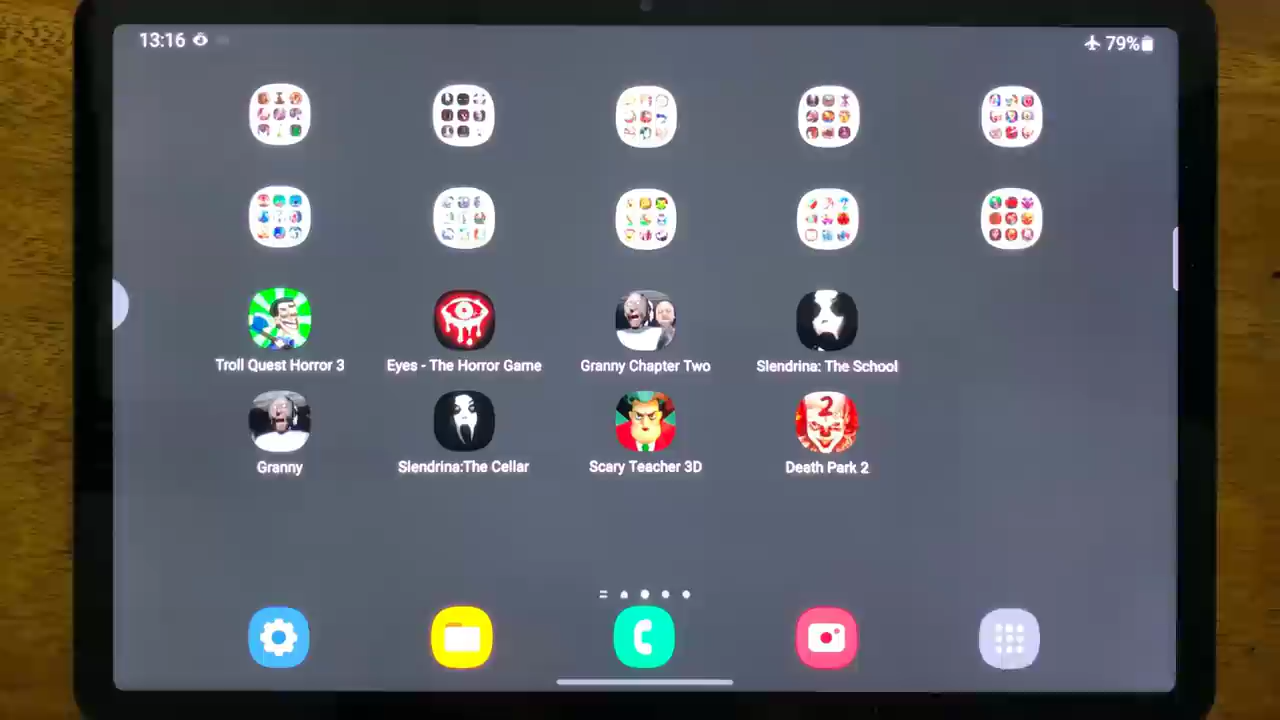 13:16
79%
Troll Quest Horror 3
Eyes - The Horror Game
Granny Chapter Two
Slendrina: The School
2
Granny
Slendrina:The Cellar
Scary Teacher 3D
Death Park 2